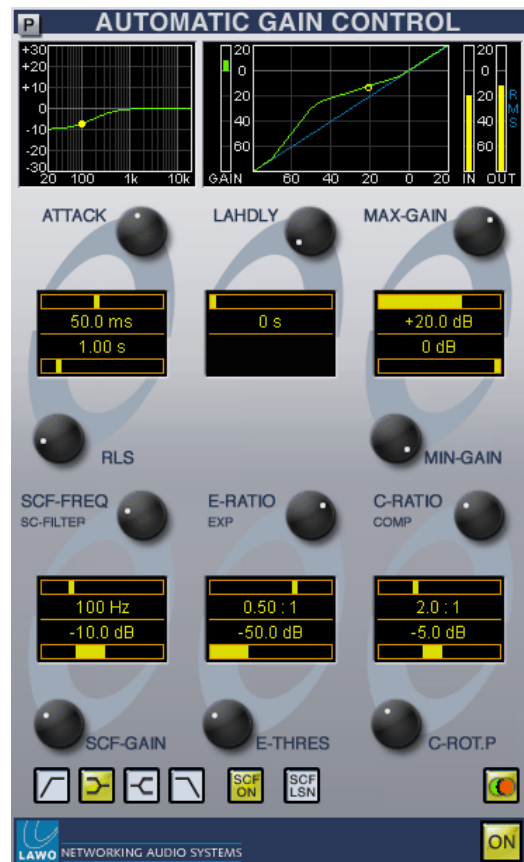 P AUTOMATIC GAIN CONTROL
+30
+20
+10
0
-10
-20
-30
20 100 1k 10k
20
0
20
40
60
GAIN
60 40 20 0 20
20
0
20
40
60
IN OUT
RMS
ATTACK LAHDLY MAX-GAIN
50.0 ms 0 s +20.0 dB
1.00 s 0 dB
RLS MIN-GAIN
SCF-FREQ E-RATIO C-RATIO
SC-FILTER EXP COMP
100 Hz 0.50 : 1 2.0 : 1
-10.0 dB -50.0 dB -5.0 dB
SCF-GAIN E-THRES C-ROT.P
SCF ON
SCF LSN
LAWO NETWORKING AUDIO SYSTEMS
ON